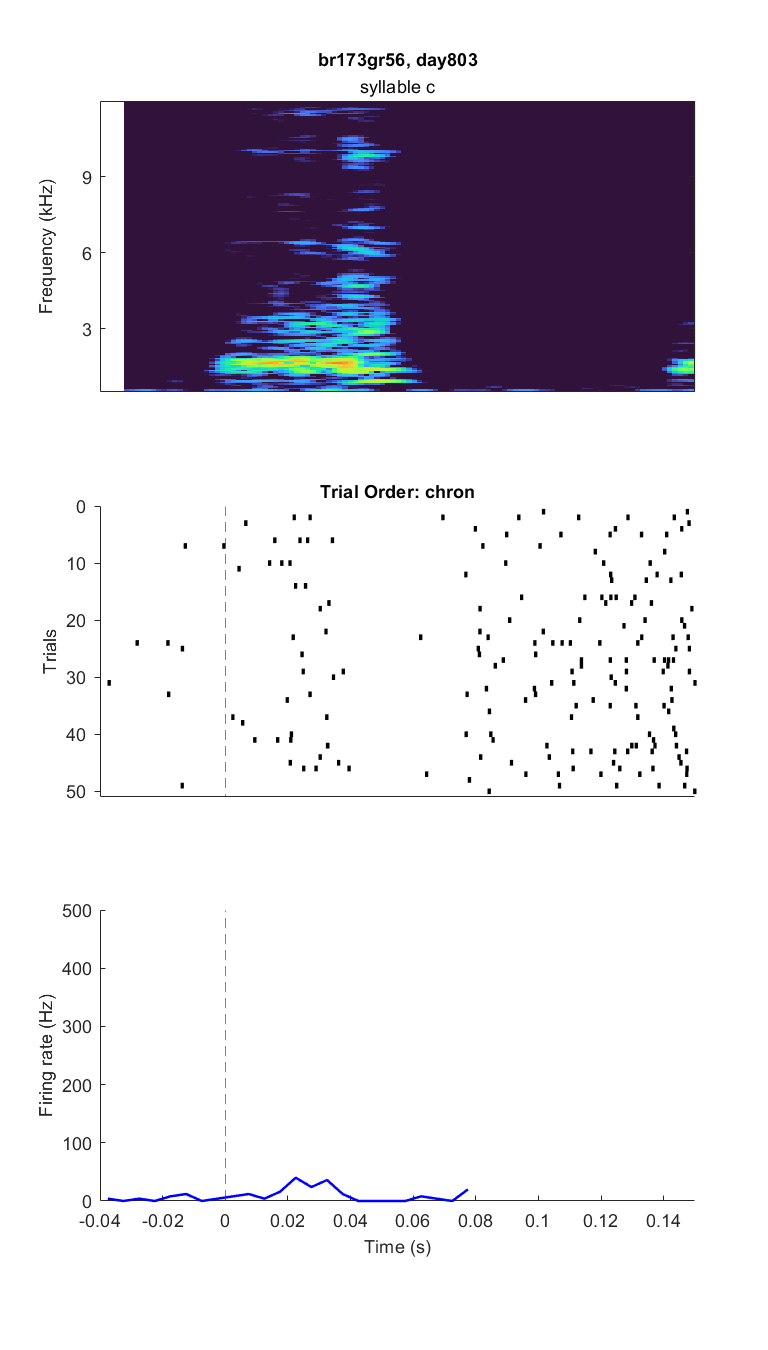 br173gr56, day803
syllable c
9
6
3
Frequency (kHz)
Trial Order: chron
0
10
20
30
40
50
Trials
500
400
300
200
100
0
Firing rate (Hz)
-0.04 -0.02 0 0.02 0.04 0.06 0.08 0.1 0.12 0.14
Time (s)